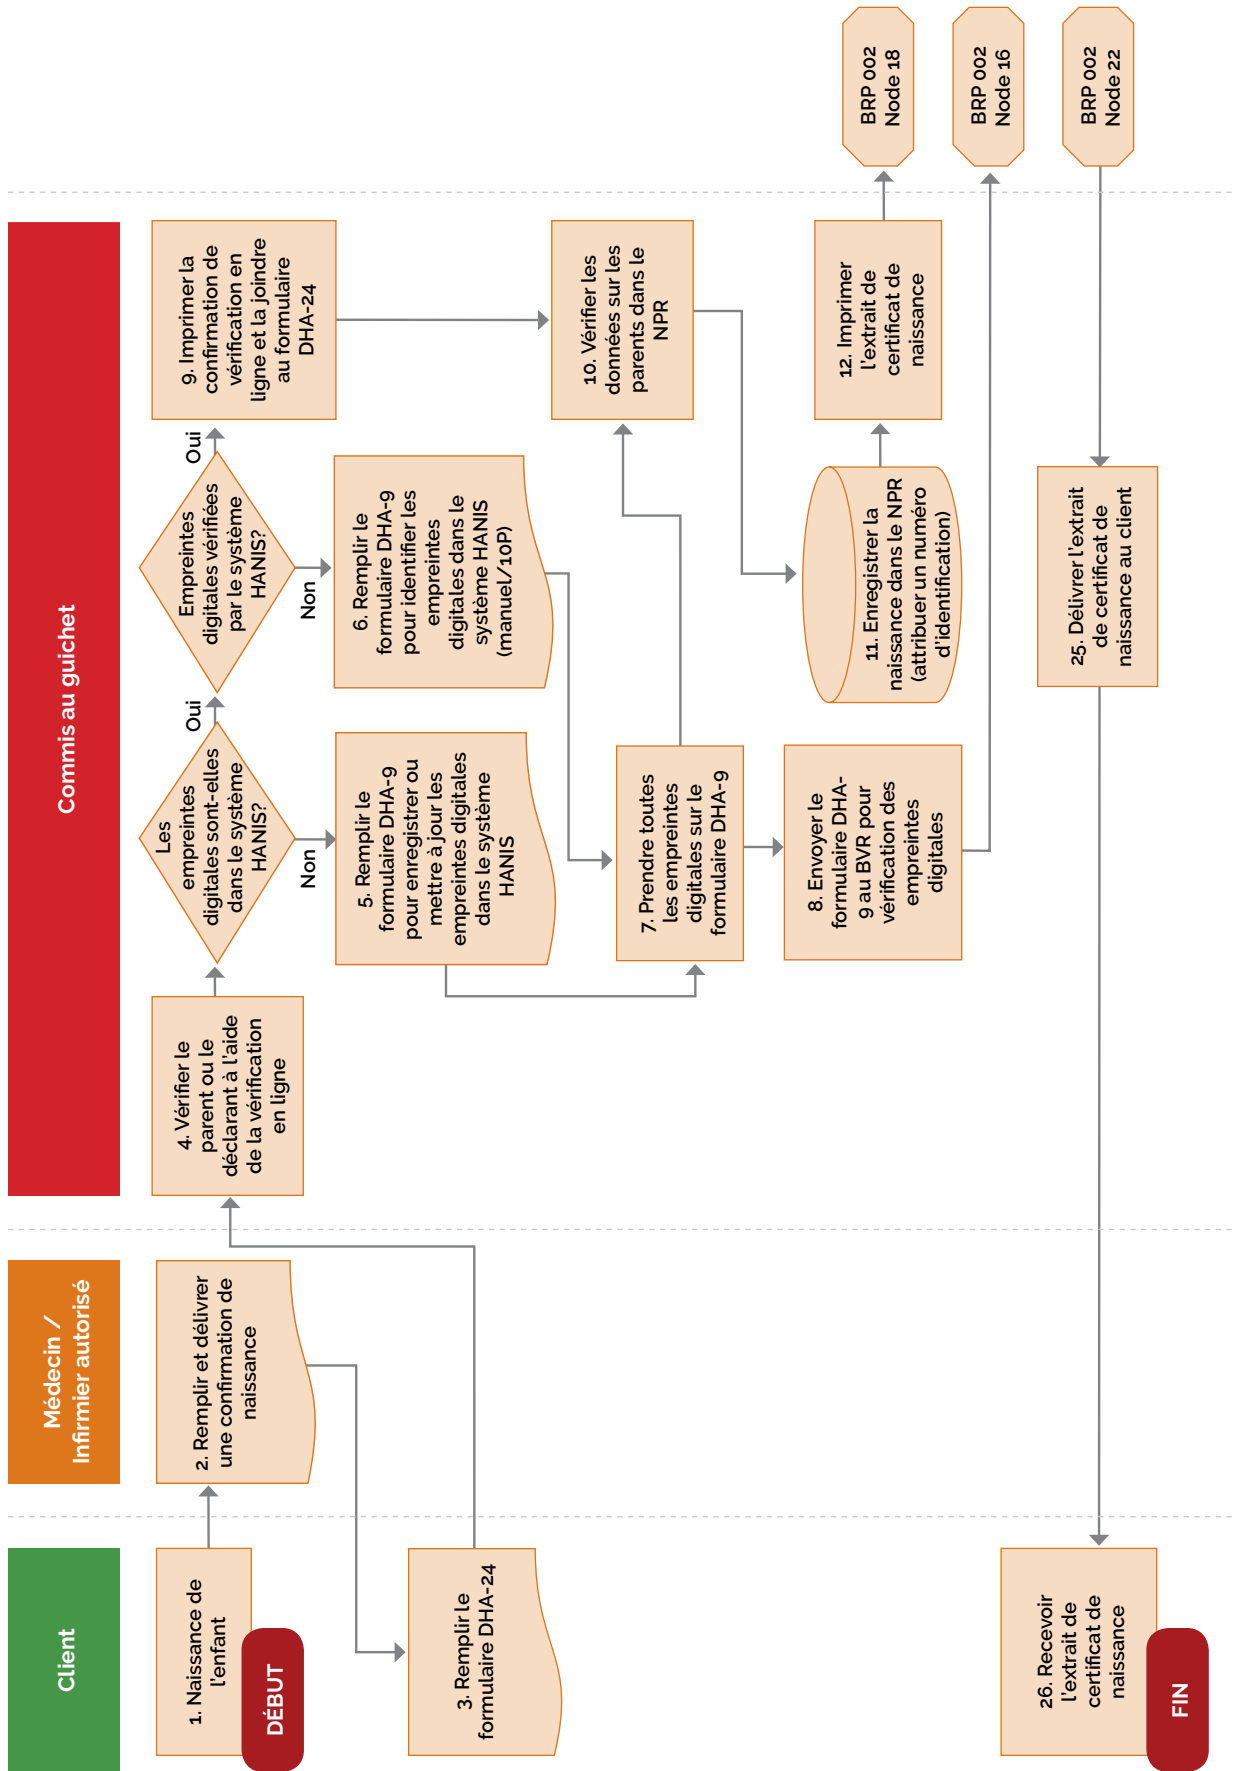 Client
Médecin /
Infirmier autorisé
Commis au guichet
1. Naissance de
l'enfant
DÉBUT
2. Remplir et délivrer
une confirmation de
naissance
3. Remplir le
formulaire DHA-24
4. Vérifier le
parent ou le
déclarant à l'aide
de la vérification
en ligne
Les
empreintes
digitales sont-elles
dans le système
HANIS?
Oui
Non
Empreintes
digitales vérifiées
par le système
HANIS?
Oui
Non
5. Remplir le
formulaire DHA-9
pour enregistrer ou
mettre à jour les
empreintes digitales
dans le système
HANIS
6. Remplir le
formulaire DHA-9
pour identifier les
empreintes
digitales dans le
système HANIS
(manuel/10P)
7. Prendre toutes
les empreintes
digitales sur le
formulaire DHA-9
8. Envoyer le
formulaire DHA-
9 au BVR pour
vérification des
empreintes
digitales
9. Imprimer la
confirmation de
vérification en
ligne et la joindre
au formulaire
DHA-24
10. Vérifier les
données sur les
parents dans le
NPR
11. Enregistrer la
naissance dans le NPR
(attribuer un numéro
d'identification)
12. Imprimer
l'extrait de
certificat de
naissance
BRP 002
Node 18
BRP 002
Node 16
BRP 002
Node 22
25. Délivrer l'extrait
de certificat de
naissance au client
26. Recevoir
l'extrait de
certificat de
naissance
FIN